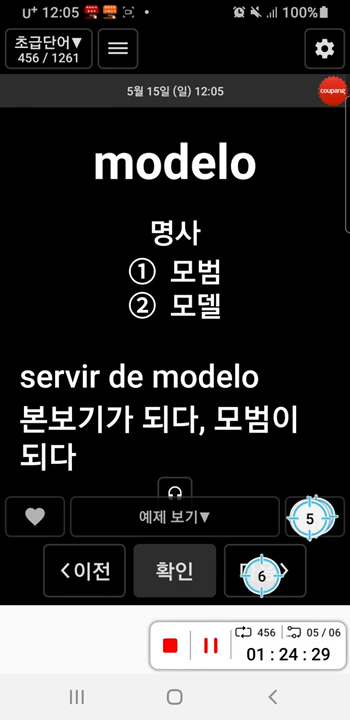 U+ 12:05 100%
초급단어▼
456 / 1261
5월 15일 (일) 12:05
coupang
modelo
명사
① 모범
② 모델
servir de modelo
본보기가 되다, 모범이
되다
예제 보기▼
5
이전
확인
6
456 05 / 06
01 : 24 : 29